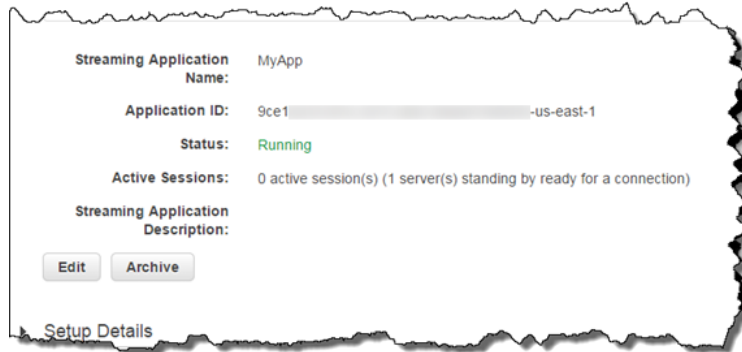 Streaming Application Name: MyApp
Application ID: 9ce1 -us-east-1
Status: Running
Active Sessions: 0 active session(s) (1 server(s) standing by ready for a connection)
Streaming Application Description:
Edit Archive
Setup Details